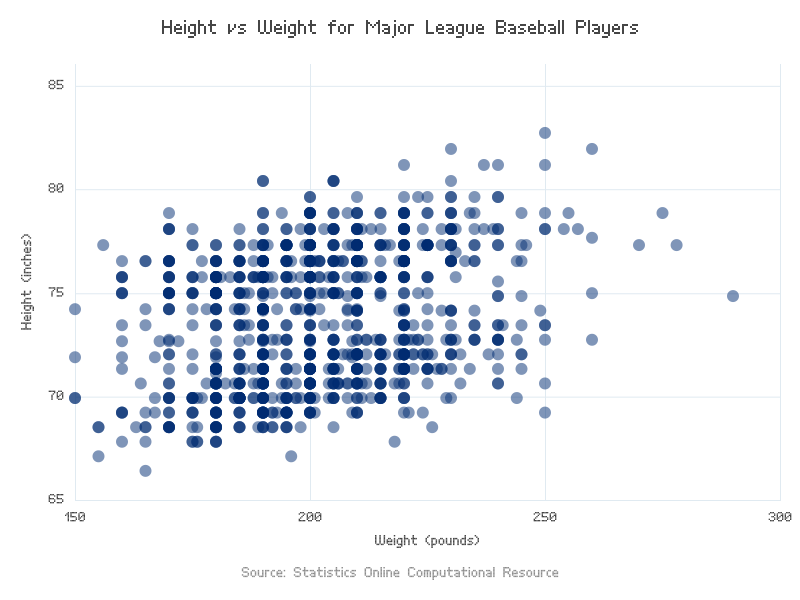 Height vs Weight for Major League Baseball Players
85
80
75
70
65
Height (inches)
150 200 250 300
Weight (pounds)
Source: Statistics Online Computational Resource